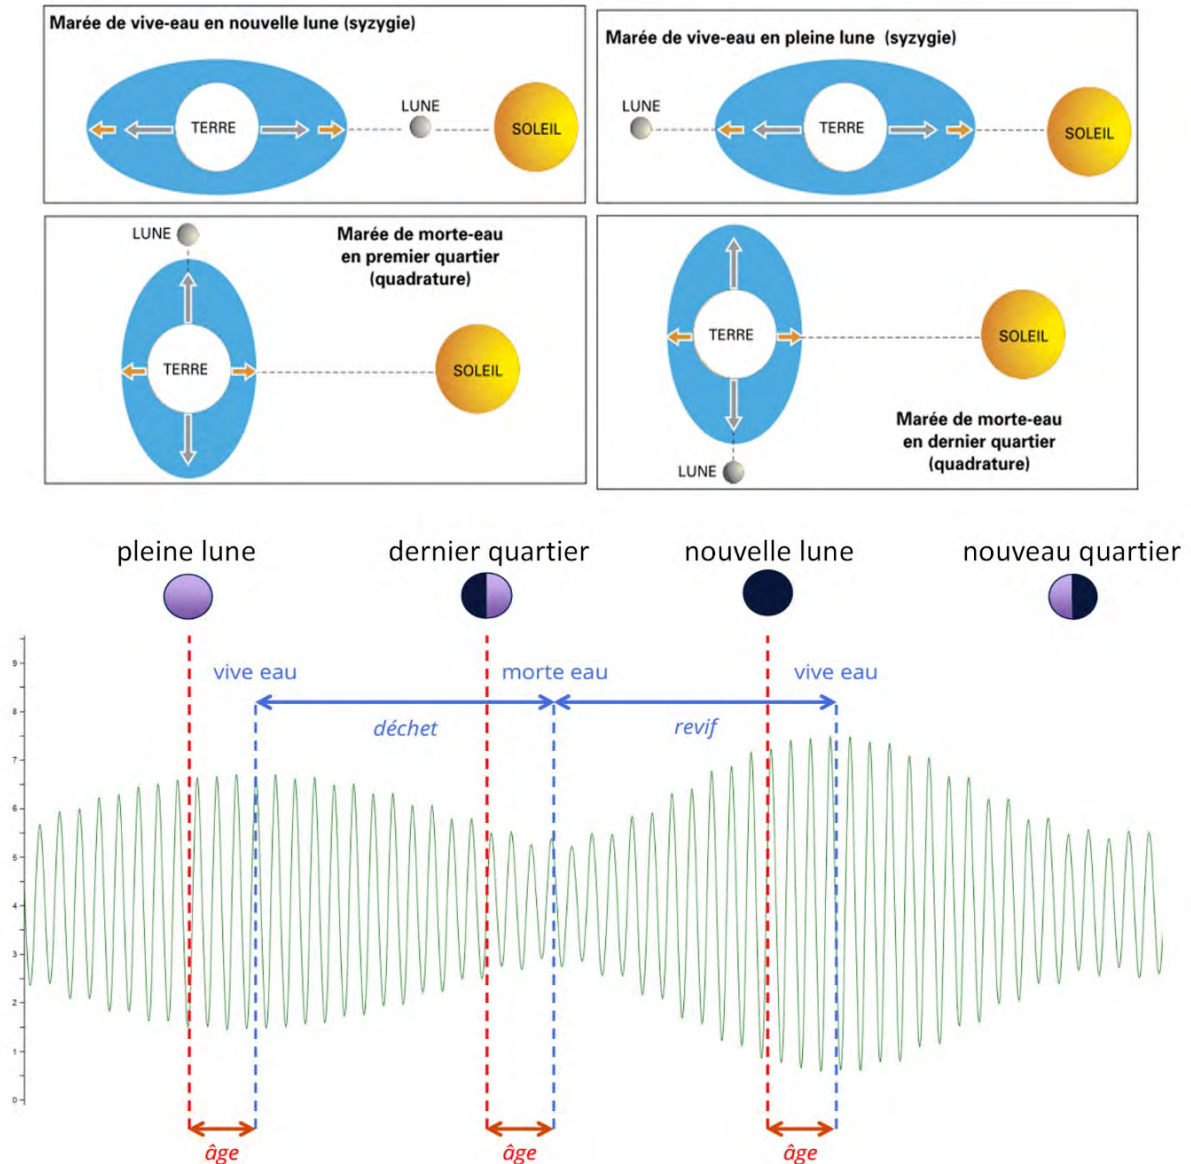 Marée de vive-eau en nouvelle lune (syzygie)
TERRE
LUNE
SOLEIL
Marée de vive-eau en pleine lune (syzygie)
LUNE
TERRE
SOLEIL
LUNE
Marée de morte-eau
en premier quartier
(quadrature)
TERRE
SOLEIL
TERRE
SOLEIL
Marée de morte-eau
en dernier quartier
(quadrature)
LUNE
pleine lune
dernier quartier
nouvelle lune
nouveau quartier
vive eau
morte eau
vive eau
déchet
revif
9
8
7
6
5
4
3
2
1
0
âge
âge
âge